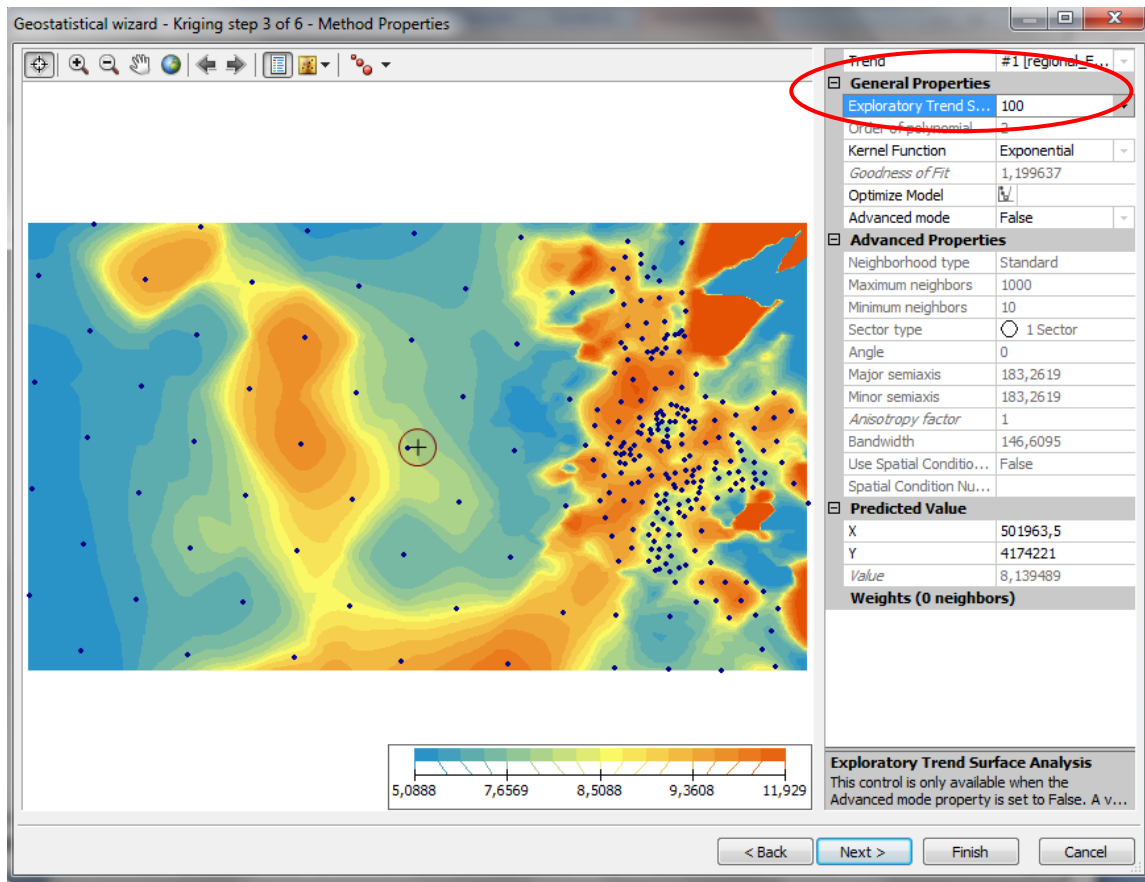 Geostatistical wizard - Kriging step 3 of 6 - Method Properties
Trend #1 [regional_E...
General Properties
Exploratory Trend S... 100
Order of polynomial 2
Kernel Function Exponential
Goodness of Fit 1,199637
Optimize Model
Advanced mode False
Advanced Properties
Neighborhood type Standard
Maximum neighbors 1000
Minimum neighbors 10
Sector type 1 Sector
Angle 0
Major semiaxis 183,2619
Minor semiaxis 183,2619
Anisotropy factor 1
Bandwidth 146,6095
Use Spatial Conditio... False
Spatial Condition Nu...
Predicted Value
X 501963,5
Y 4174221
Value 8,139489
Weights (0 neighbors)
5,0888 7,6569 8,5088 9,3608 11,929
Exploratory Trend Surface Analysis
This control is only available when the
Advanced mode property is set to False. A v...
< Back Next > Finish Cancel